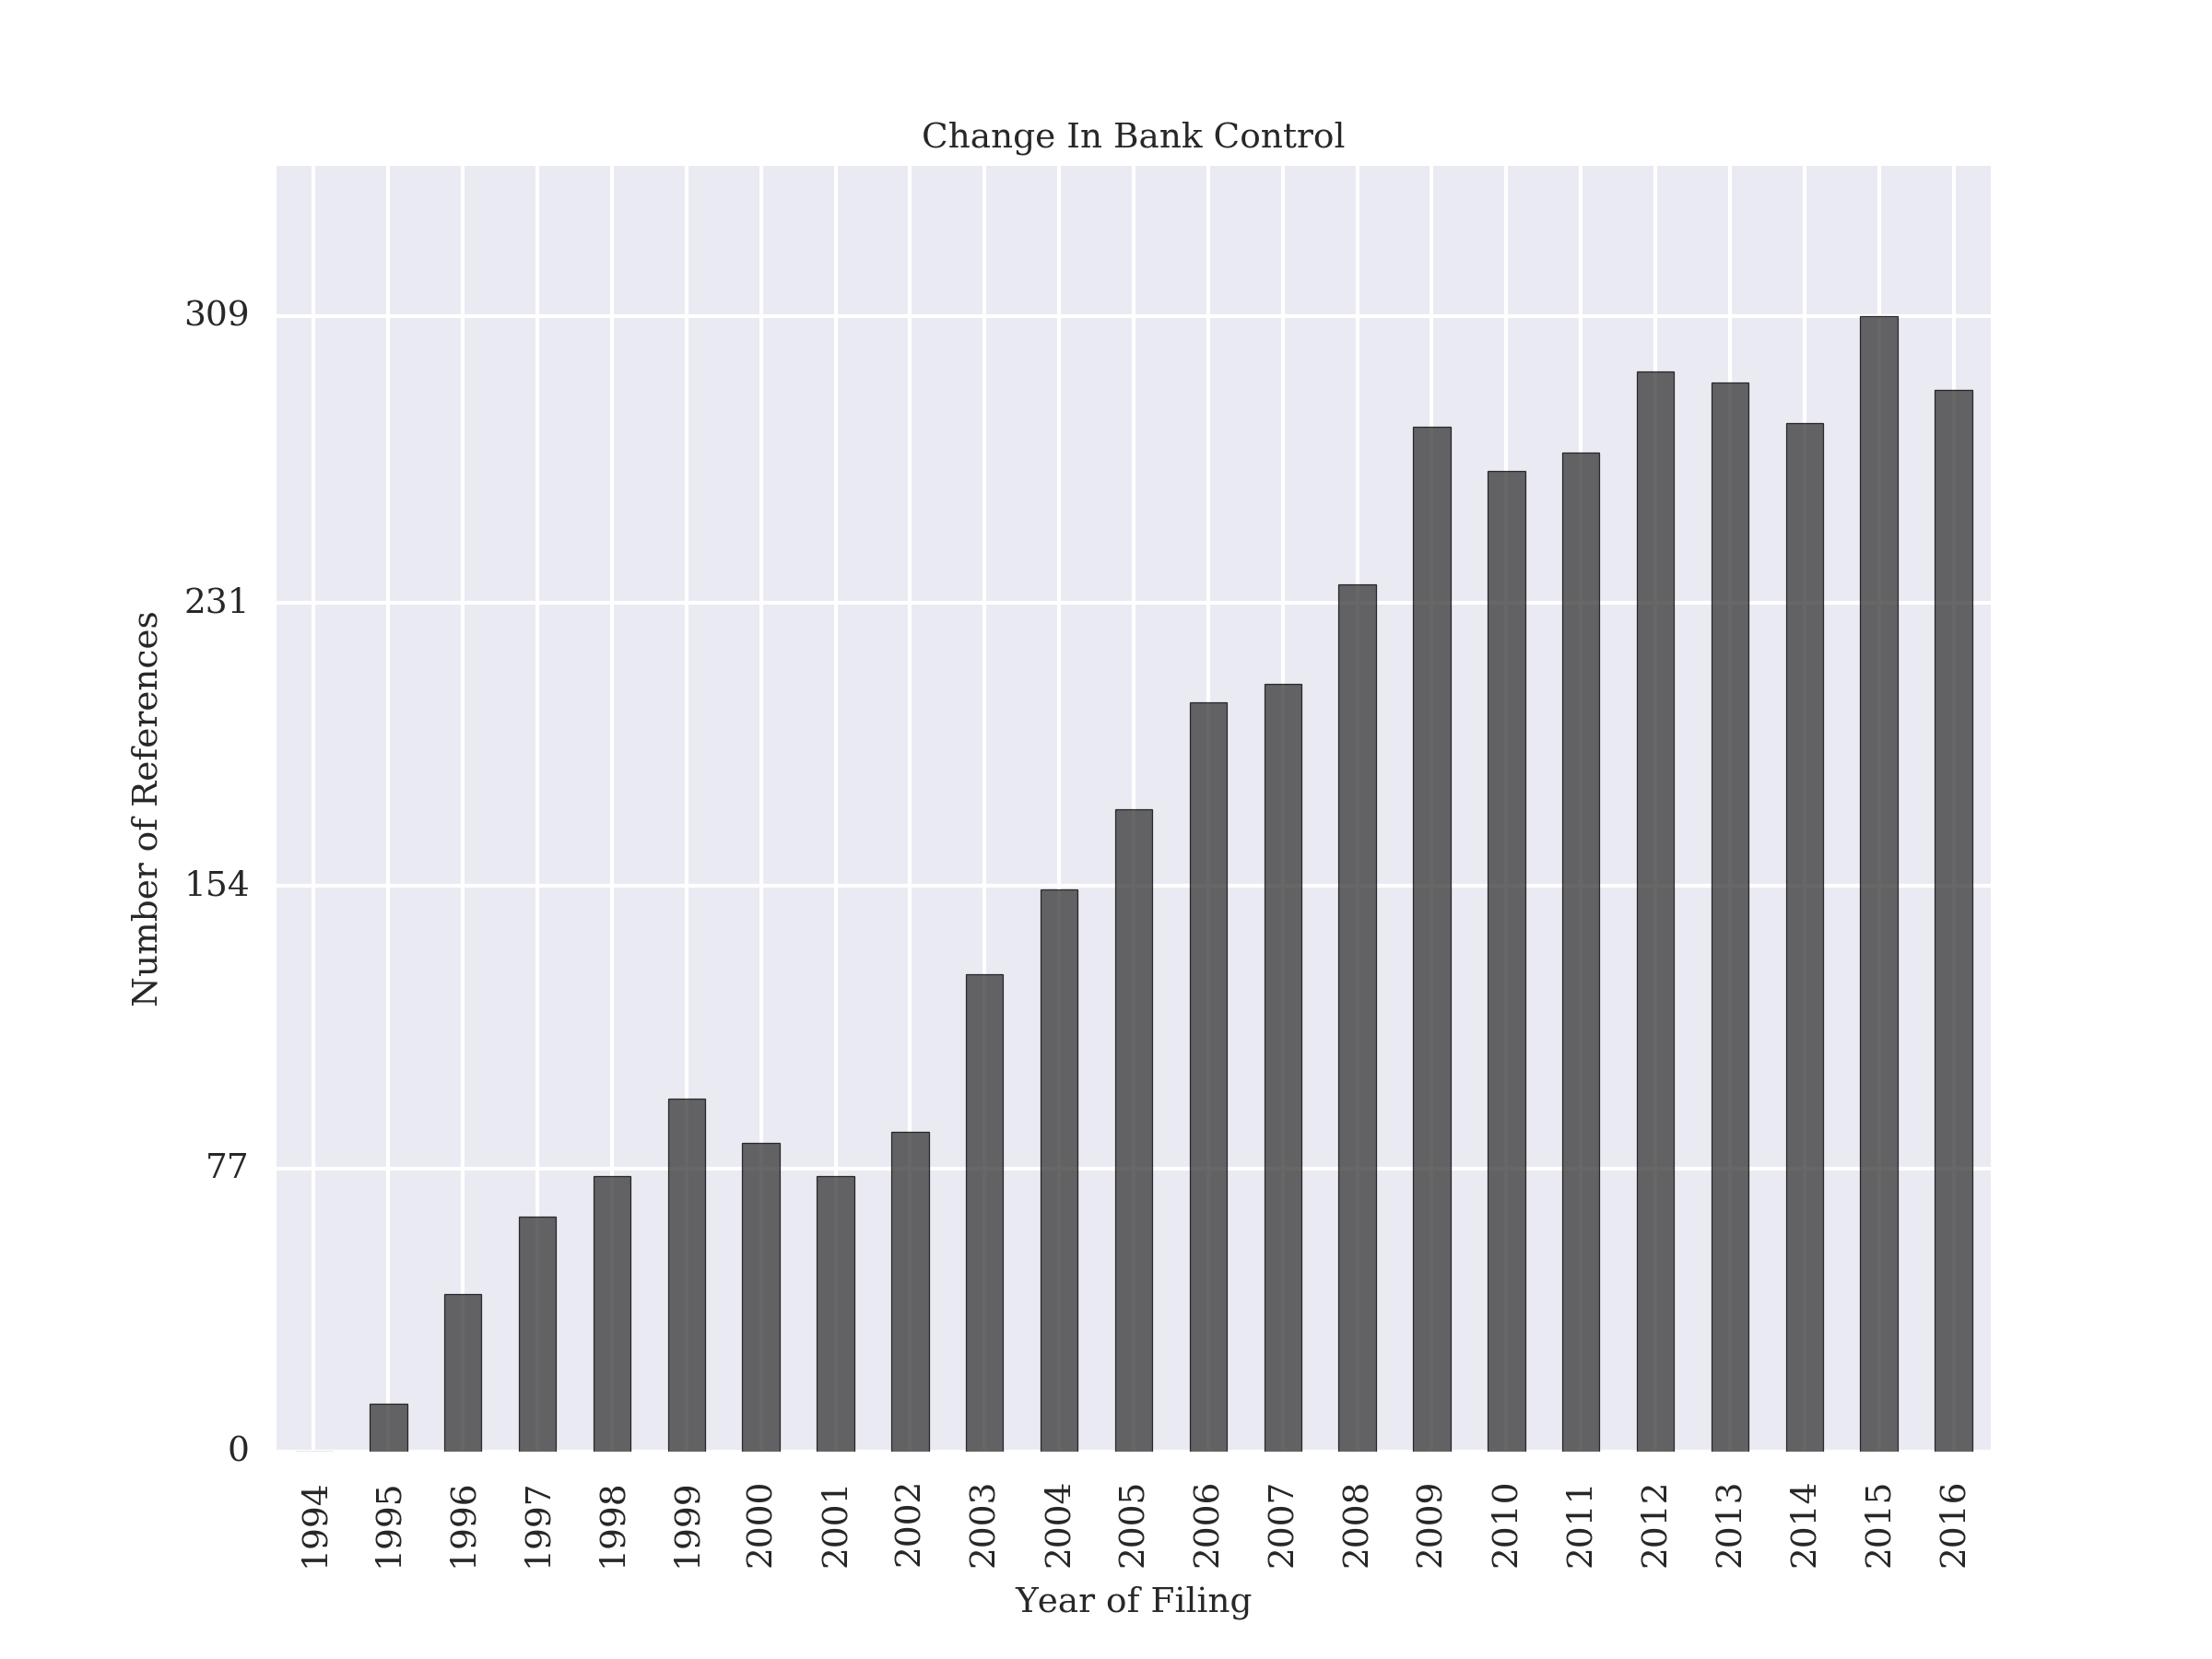 Change In Bank Control
Number of References
309
231
154
77
0
1994 1995 1996 1997 1998 1999 2000 2001 2002 2003 2004 2005 2006 2007 2008 2009 2010 2011 2012 2013 2014 2015 2016
Year of Filing